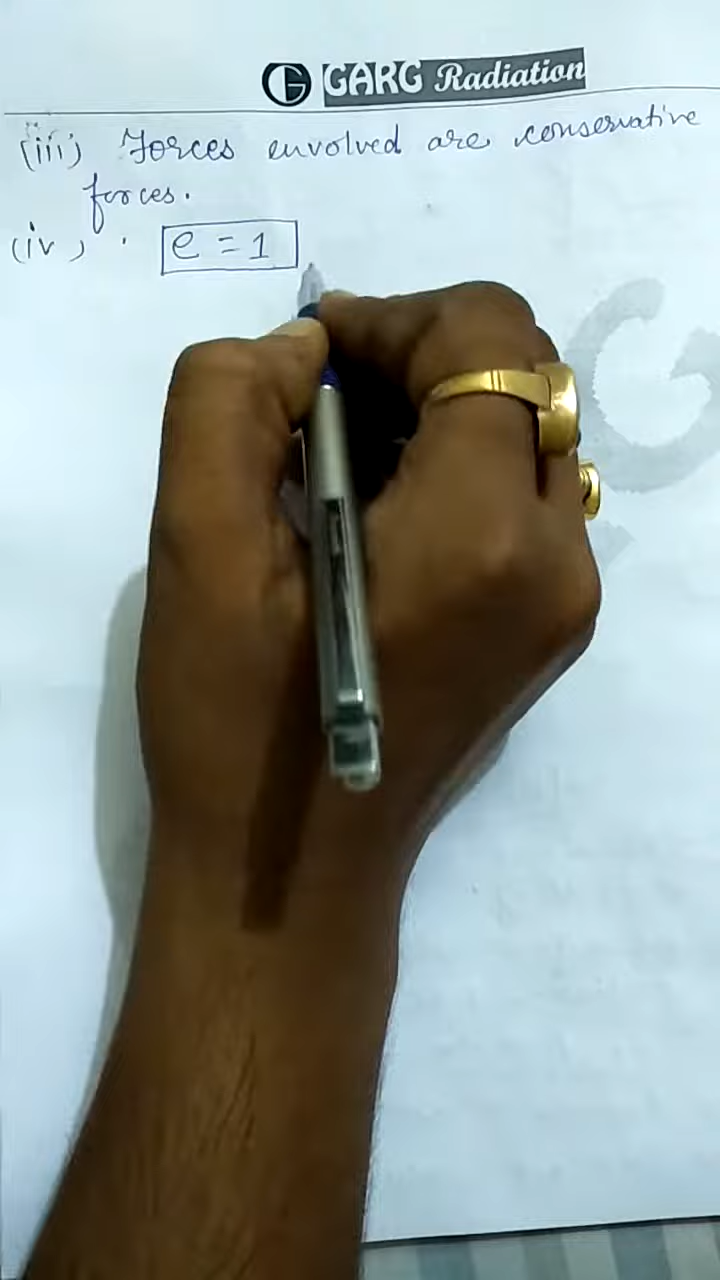 G GARG Radiation
(iii) Forces envolved are conservative
forces.
(iv) . e = 1
G